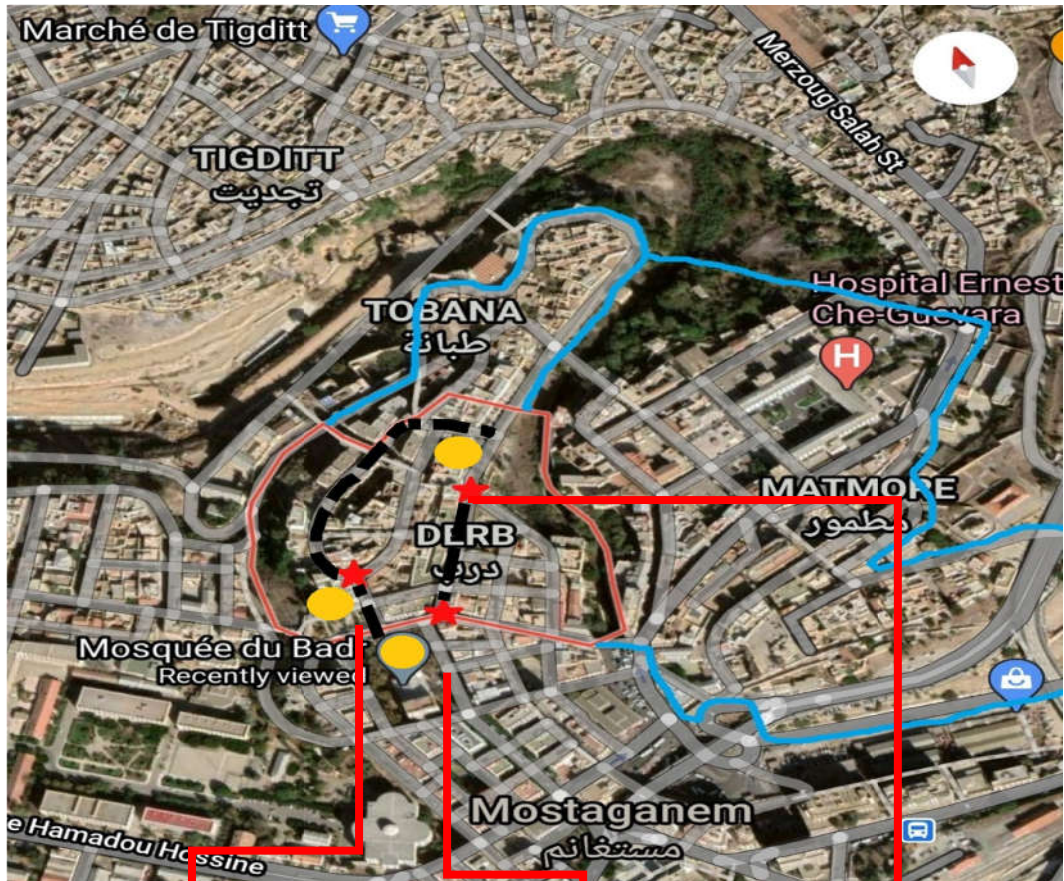 Marché de Tigditt
Merzoug Salah St
TIGDITT
تجديت
Hospital Ernest
Che-Guevara
H
TOBANA
طبانة
MATMORE
مطمور
DERB
درب
Mosquée du Badr
Recently viewed
Mostaganem
مستغانم
e Hamadou Hossine